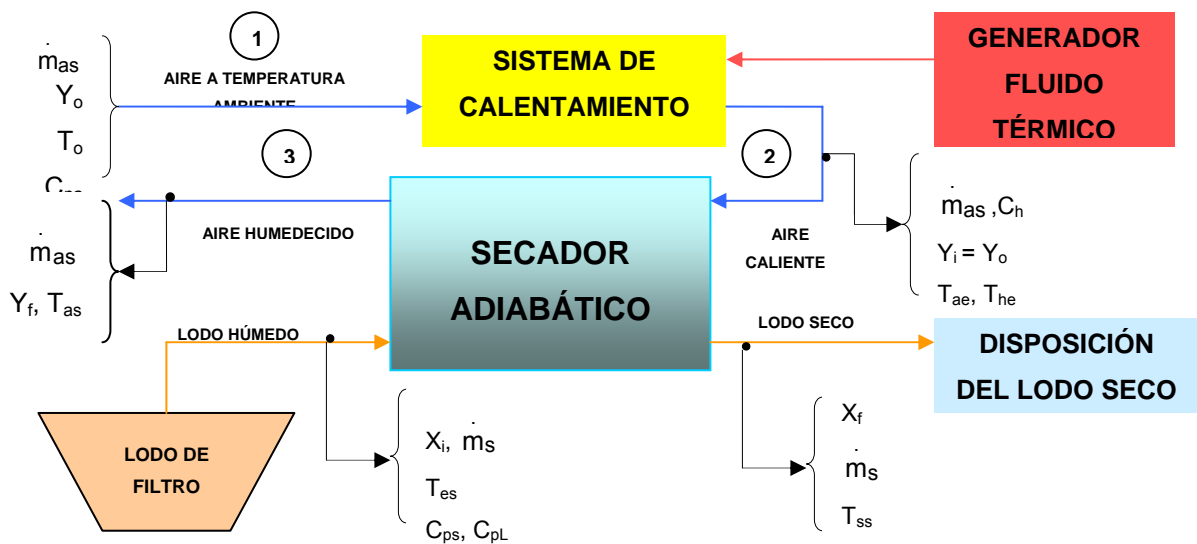 1
ṁas
Yo
To
AIRE A TEMPERATURA
AMBIENTE
SISTEMA DE
CALENTAMIENTO
GENERADOR
FLUIDO
TÉRMICO
3
2
ṁas
Yf, Tas
AIRE HUMEDECIDO
SECADOR
ADIABÁTICO
AIRE
CALIENTE
ṁas ,Ch
Yi = Yo
Tae, The
LODO HÚMEDO
LODO SECO
DISPOSICIÓN
DEL LODO SECO
LODO DE
FILTRO
Xi, ṁs
Tes
Cps, CpL
Xf
ṁs
Tss